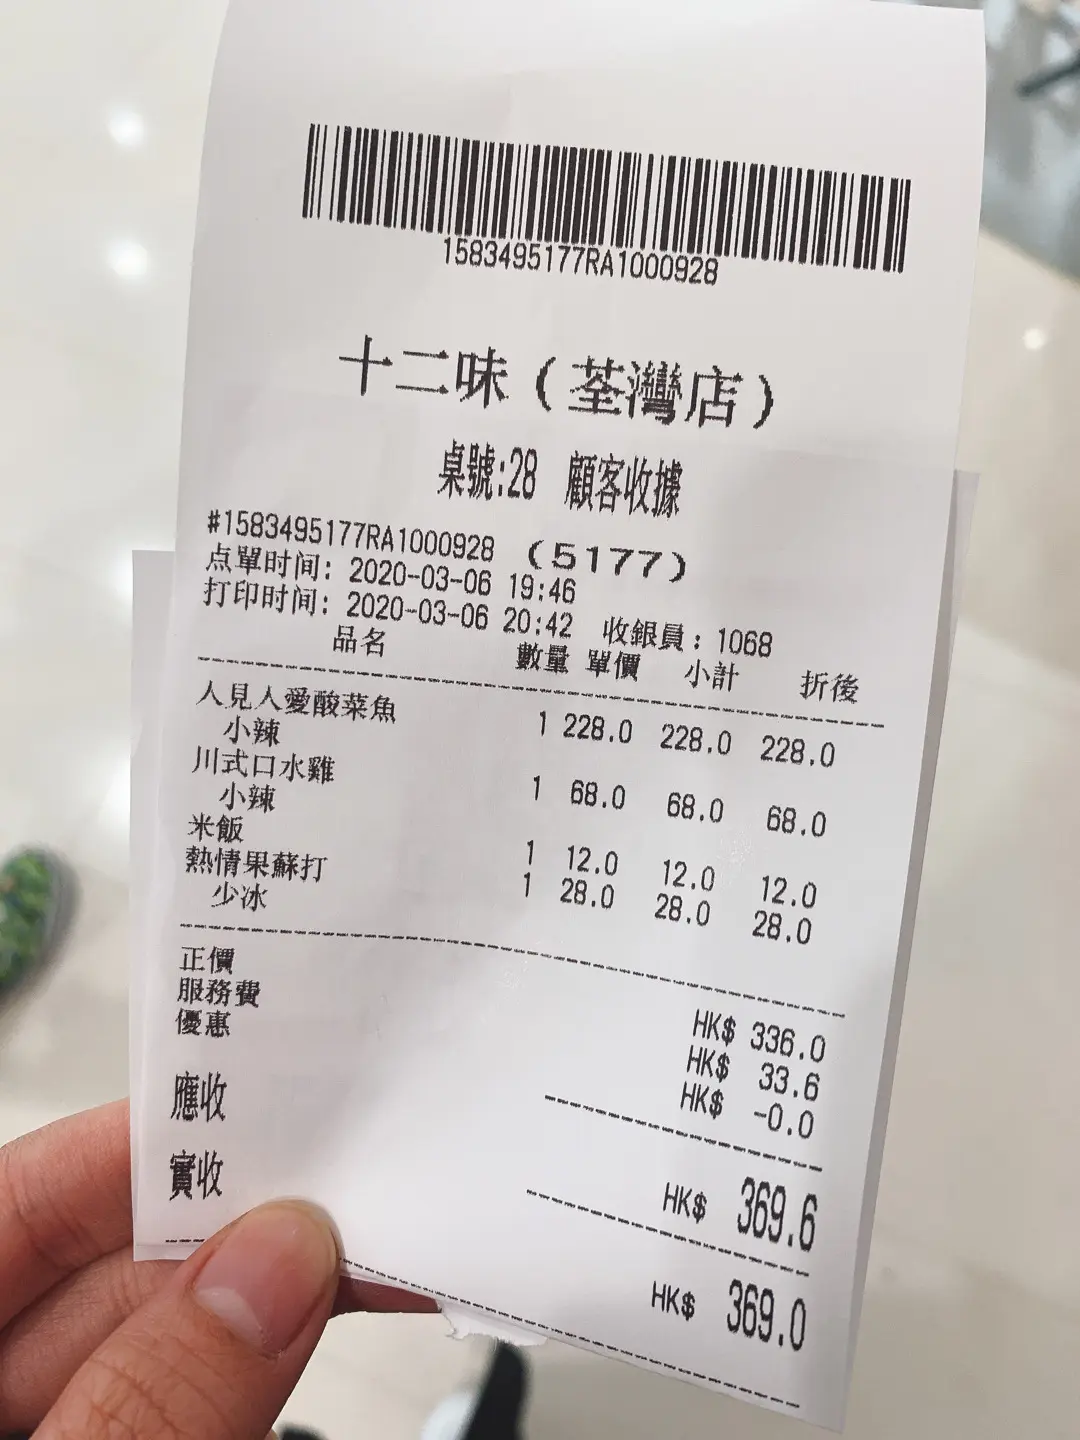 1583495177RA1000928
十二味（荃灣店）
桌號:28 顧客收據
#1583495177RA1000928 (5177)
点單时间: 2020-03-06 19:46
打印时间: 2020-03-06 20:42 收銀員：1068
品名 數量 單價 小計 折後
人見人愛酸菜魚 1 228.0 228.0 228.0
小辣
川式口水雞 1 68.0 68.0 68.0
小辣
米飯 1 12.0 12.0 12.0
熱情果蘇打 1 28.0 28.0 28.0
少冰
正價 HK$ 336.0
服務費 HK$ 33.6
優惠 HK$ -0.0
應收 HK$ 369.6
實收 HK$ 369.0